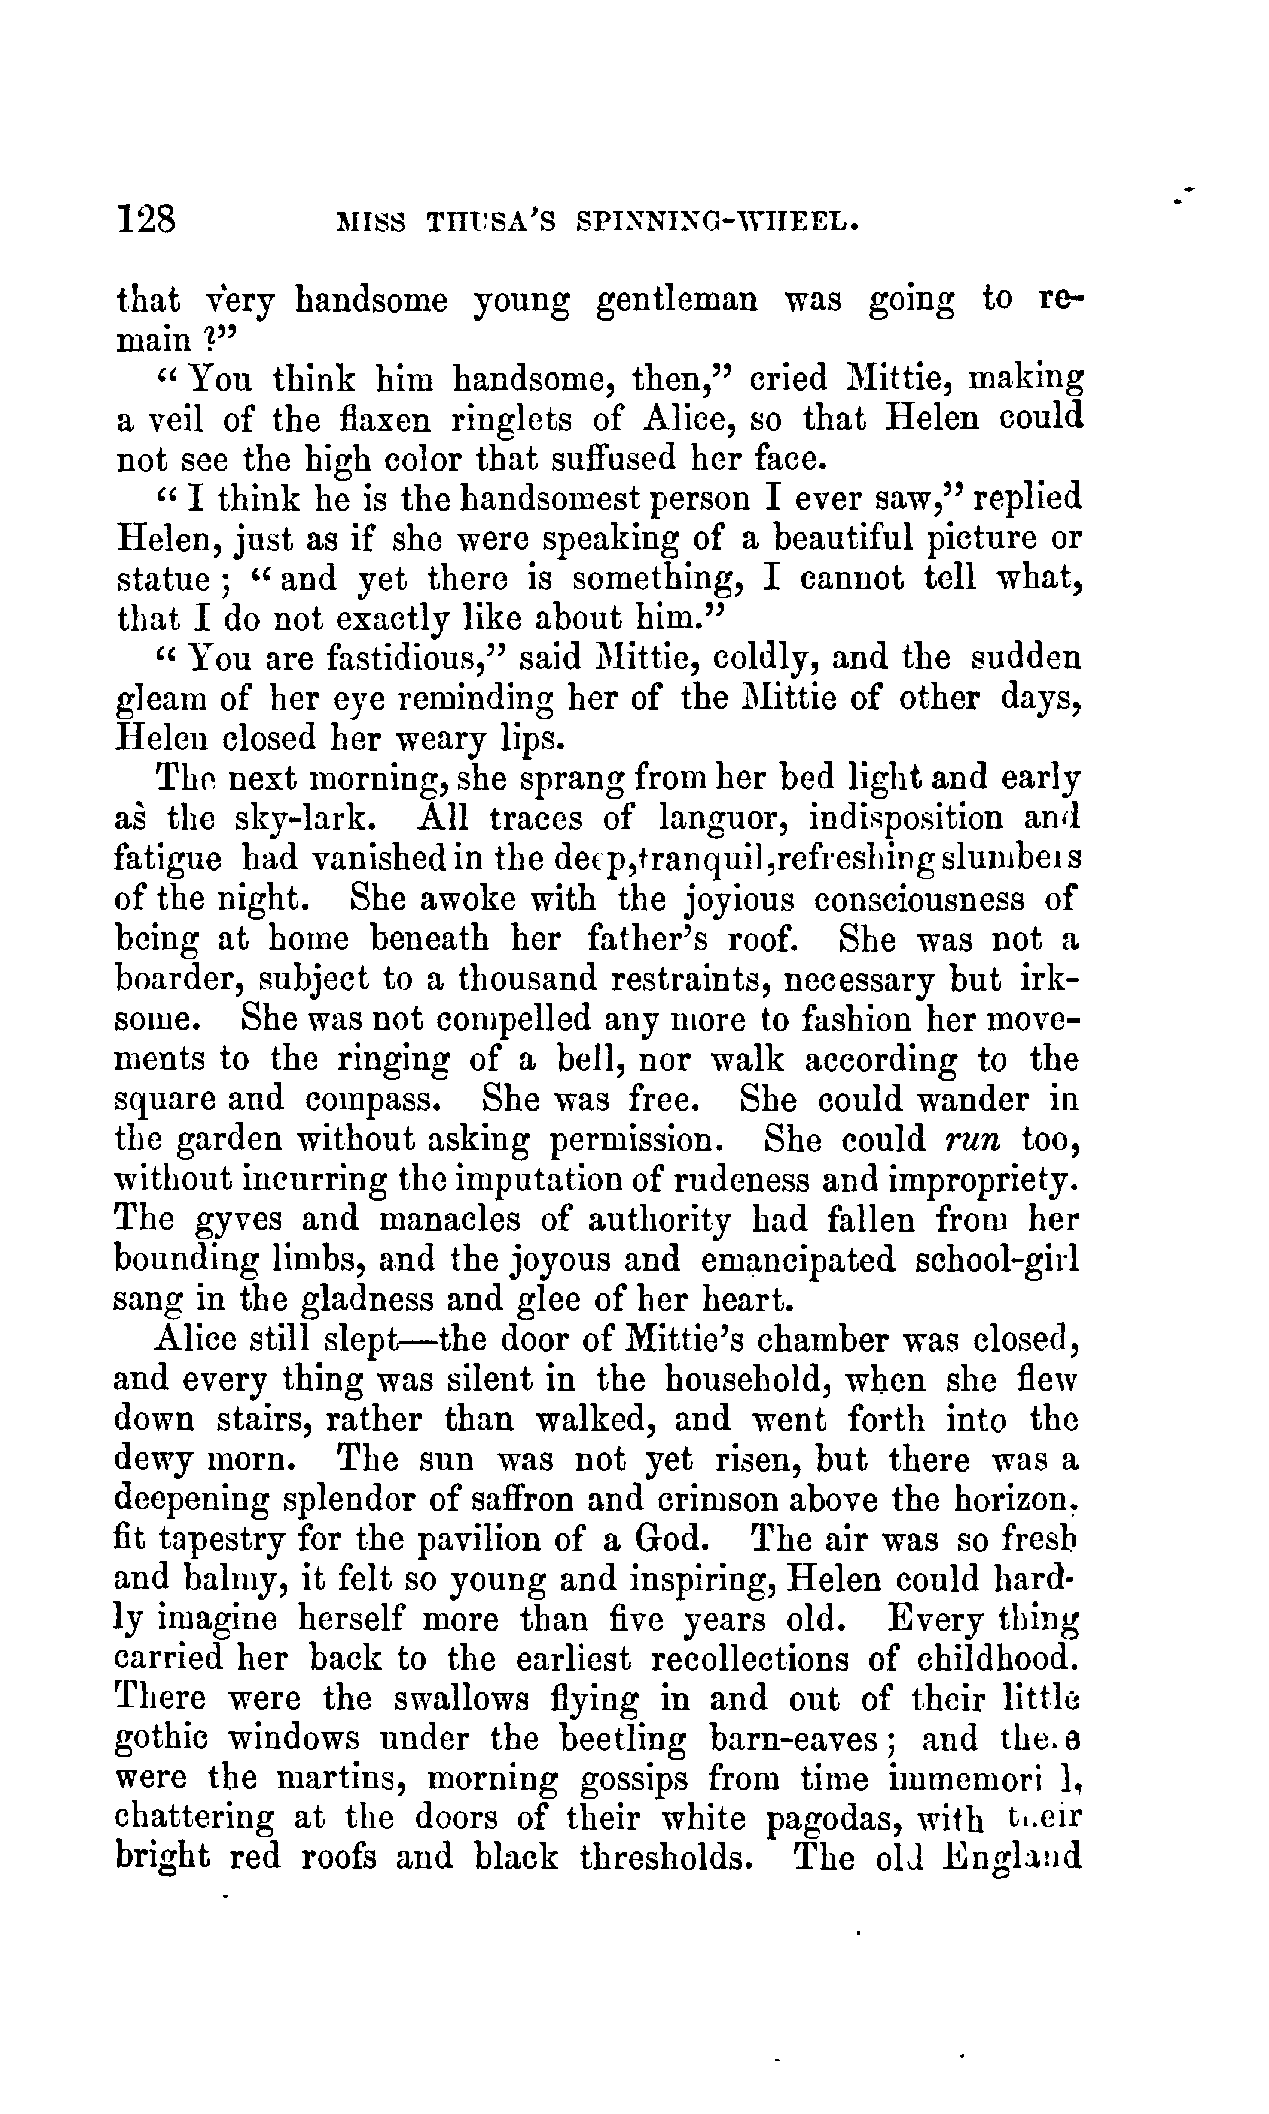 128 MISS THUSA'S SPINNING-WHEEL.
that very handsome young gentleman was going to re-
main ?"
" You think him handsome, then," cried Mittie, making
a veil of the flaxen ringlets of Alice, so that Helen could
not see the high color that suffused her face.
" I think he is the handsomest person I ever saw," replied
Helen, just as if she were speaking of a beautiful picture or
statue ; " and yet there is something, I cannot tell what,
that I do not exactly like about him."
" You are fastidious," said Mittie, coldly, and the sudden
gleam of her eye reminding her of the Mittie of other days,
Helen closed her weary lips.
The next morning, she sprang from her bed light and early
as the sky-lark. All traces of languor, indisposition and
fatigue had vanished in the deep, tranquil, refreshing slumbers
of the night. She awoke with the joyious consciousness of
being at home beneath her father's roof. She was not a
boarder, subject to a thousand restraints, necessary but irk-
some. She was not compelled any more to fashion her move-
ments to the ringing of a bell, nor walk according to the
square and compass. She was free. She could wander in
the garden without asking permission. She could run too,
without incurring the imputation of rudeness and impropriety.
The gyves and manacles of authority had fallen from her
bounding limbs, and the joyous and emancipated school-girl
sang in the gladness and glee of her heart.
Alice still slept—the door of Mittie's chamber was closed,
and every thing was silent in the household, when she flew
down stairs, rather than walked, and went forth into the
dewy morn. The sun was not yet risen, but there was a
deepening splendor of saffron and crimson above the horizon,
fit tapestry for the pavilion of a God. The air was so fresh
and balmy, it felt so young and inspiring, Helen could hard-
ly imagine herself more than five years old. Every thing
carried her back to the earliest recollections of childhood.
There were the swallows flying in and out of their little
gothic windows under the beetling barn-eaves ; and there
were the martins, morning gossips from time immemorial,
chattering at the doors of their white pagodas, with their
bright red roofs and black thresholds. The old England